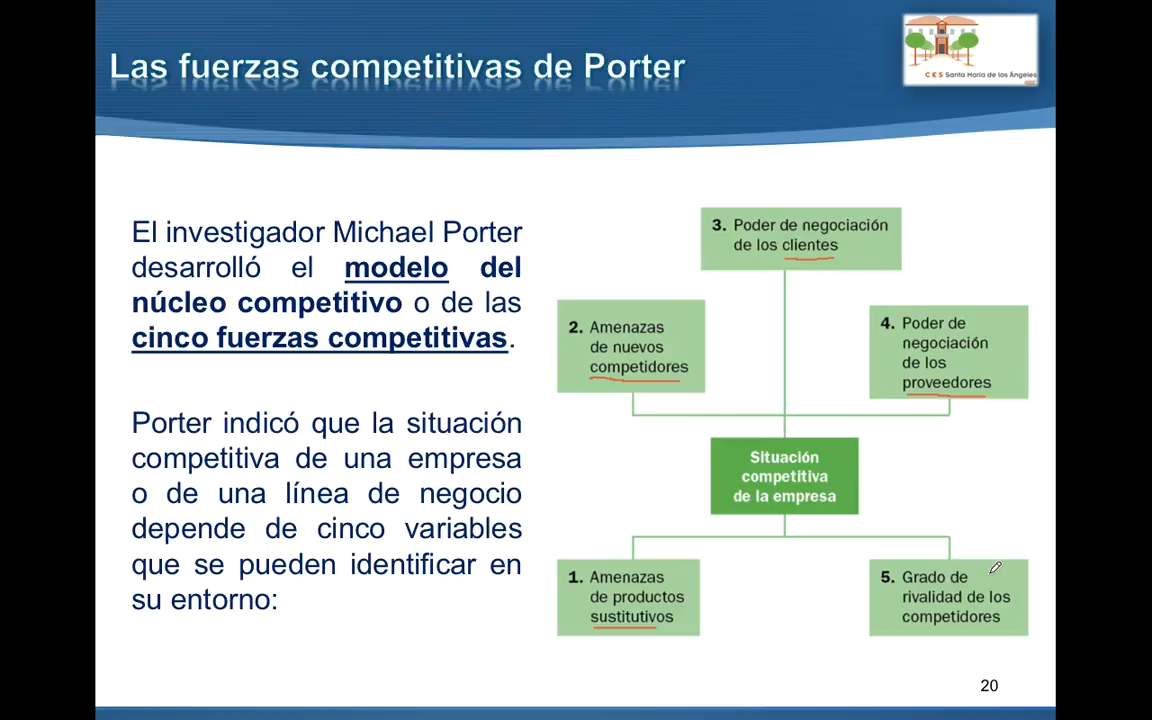 Las fuerzas competitivas de Porter
CES Santa María de los Ángeles
El investigador Michael Porter
desarrolló el modelo del
núcleo competitivo o de las
cinco fuerzas competitivas.
Porter indicó que la situación
competitiva de una empresa
o de una línea de negocio
depende de cinco variables
que se pueden identificar en
su entorno:
3. Poder de negociación
de los clientes
2. Amenazas
de nuevos
competidores
4. Poder de
negociación
de los
proveedores
Situación
competitiva
de la empresa
1. Amenazas
de productos
sustitutivos
5. Grado de
rivalidad de los
competidores
20